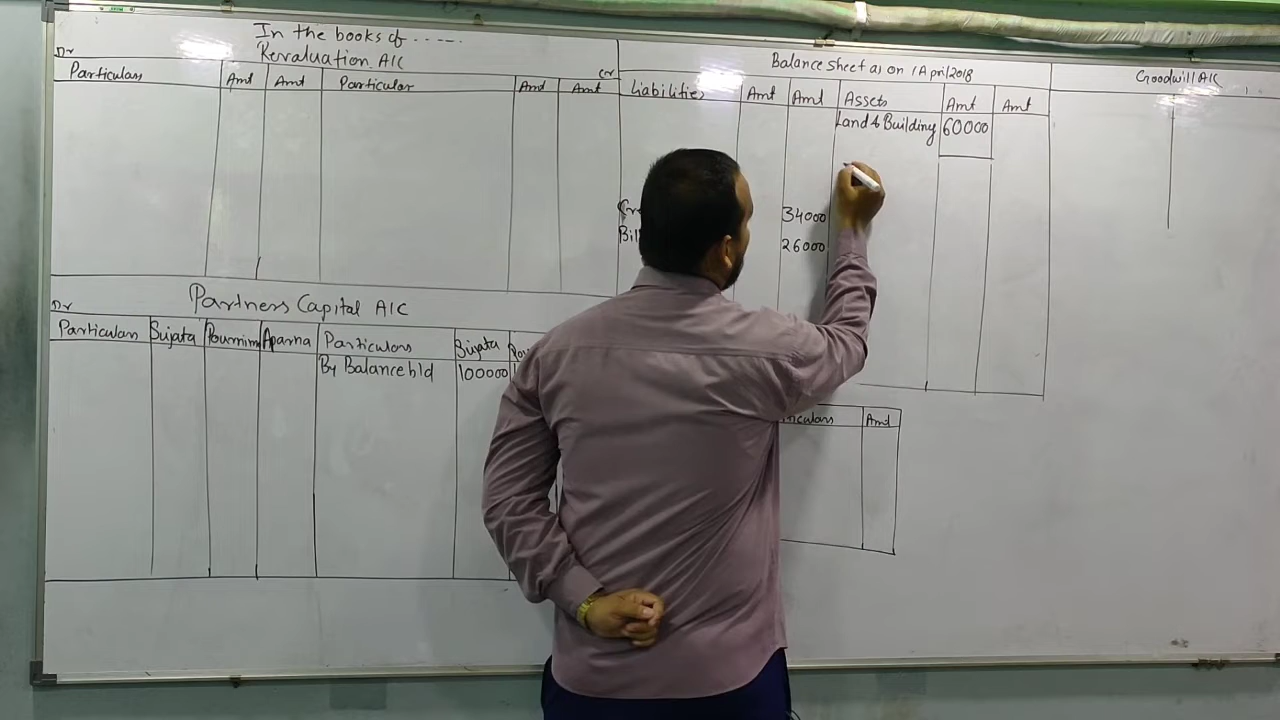 In the books of .....
Revaluation A/C
Dr
Cr
Particulars Amt Amt Particular Amt Amt
Balance Sheet as on 1 April 2018
Liabilities Amt Amt Assets Amt Amt
Land & Building 60000
34000
26000
Goodwill A/C
Partners Capital A/C
Dr
Particulars Sujata Pournima Aparna Particulars Sujata
By Balance b/d 100000
Amt